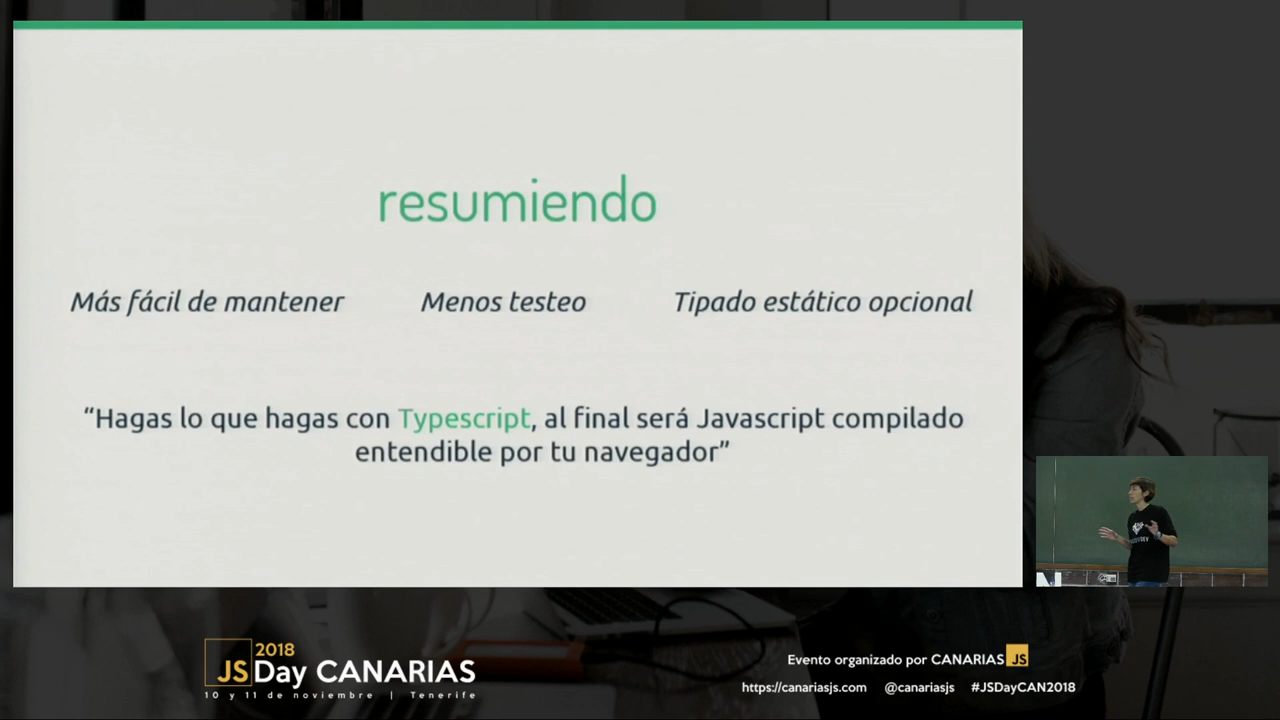 resumiendo
Más fácil de mantener
Menos testeo
Tipado estático opcional
“Hagas lo que hagas con Typescript, al final será Javascript compilado
entendible por tu navegador”
2018
JSDay CANARIAS
10 y 11 de noviembre | Tenerife
Evento organizado por CANARIAS JS
https://canariasjs.com @canariasjs #JSDayCAN2018